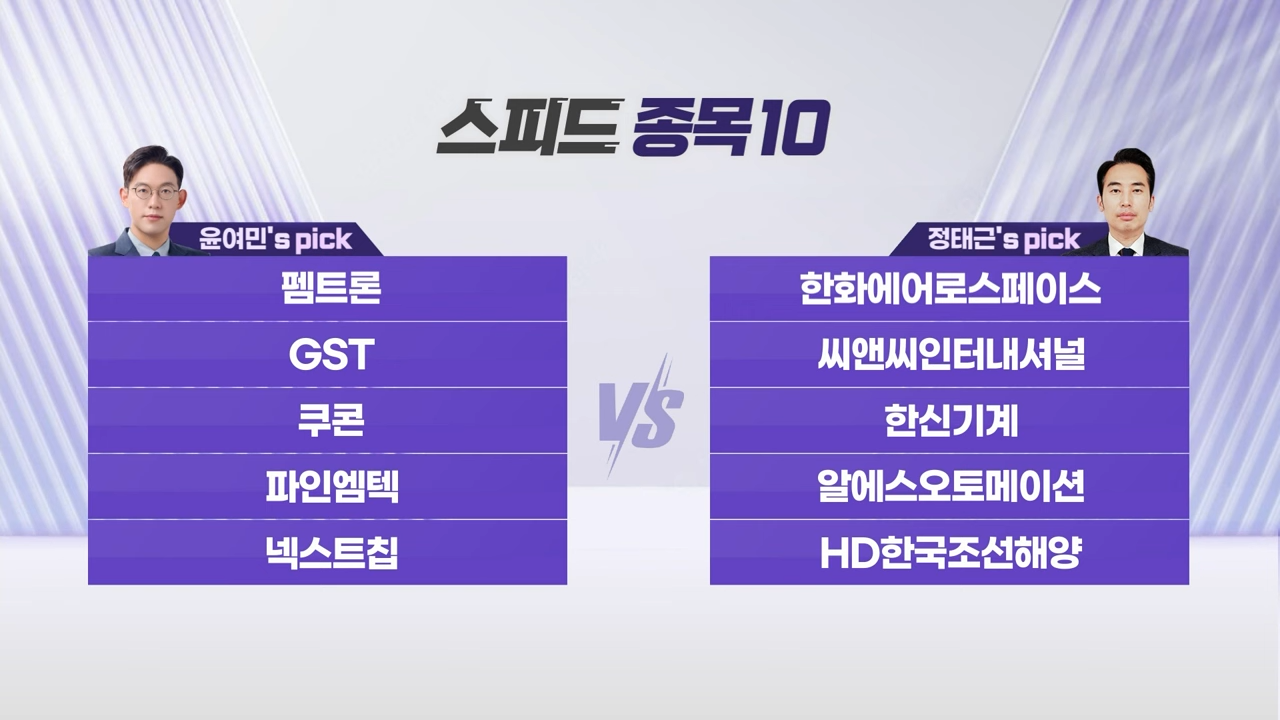 스피드 종목10
윤여민's pick
펨트론
GST
쿠콘
파인엠텍
넥스트칩
VS
정태근's pick
한화에어로스페이스
씨앤씨인터내셔널
한신기계
알에스오토메이션
HD한국조선해양